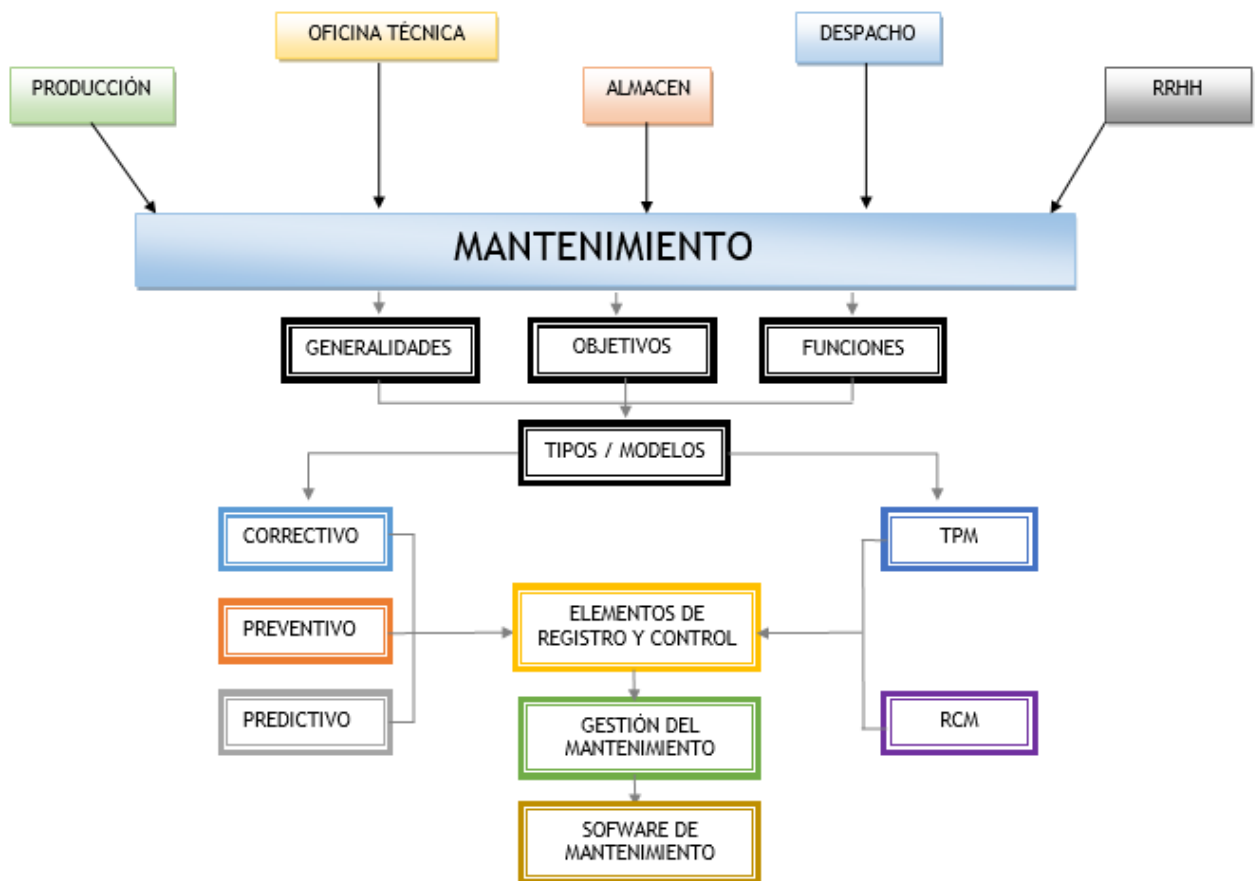 OFICINA TÉCNICA
DESPACHO
PRODUCCIÓN
ALMACEN
RRHH
MANTENIMIENTO
GENERALIDADES
OBJETIVOS
FUNCIONES
TIPOS / MODELOS
CORRECTIVO
TPM
PREVENTIVO
ELEMENTOS DE
REGISTRO Y CONTROL
PREDICTIVO
GESTIÓN DEL
MANTENIMIENTO
RCM
SOFWARE DE
MANTENIMIENTO